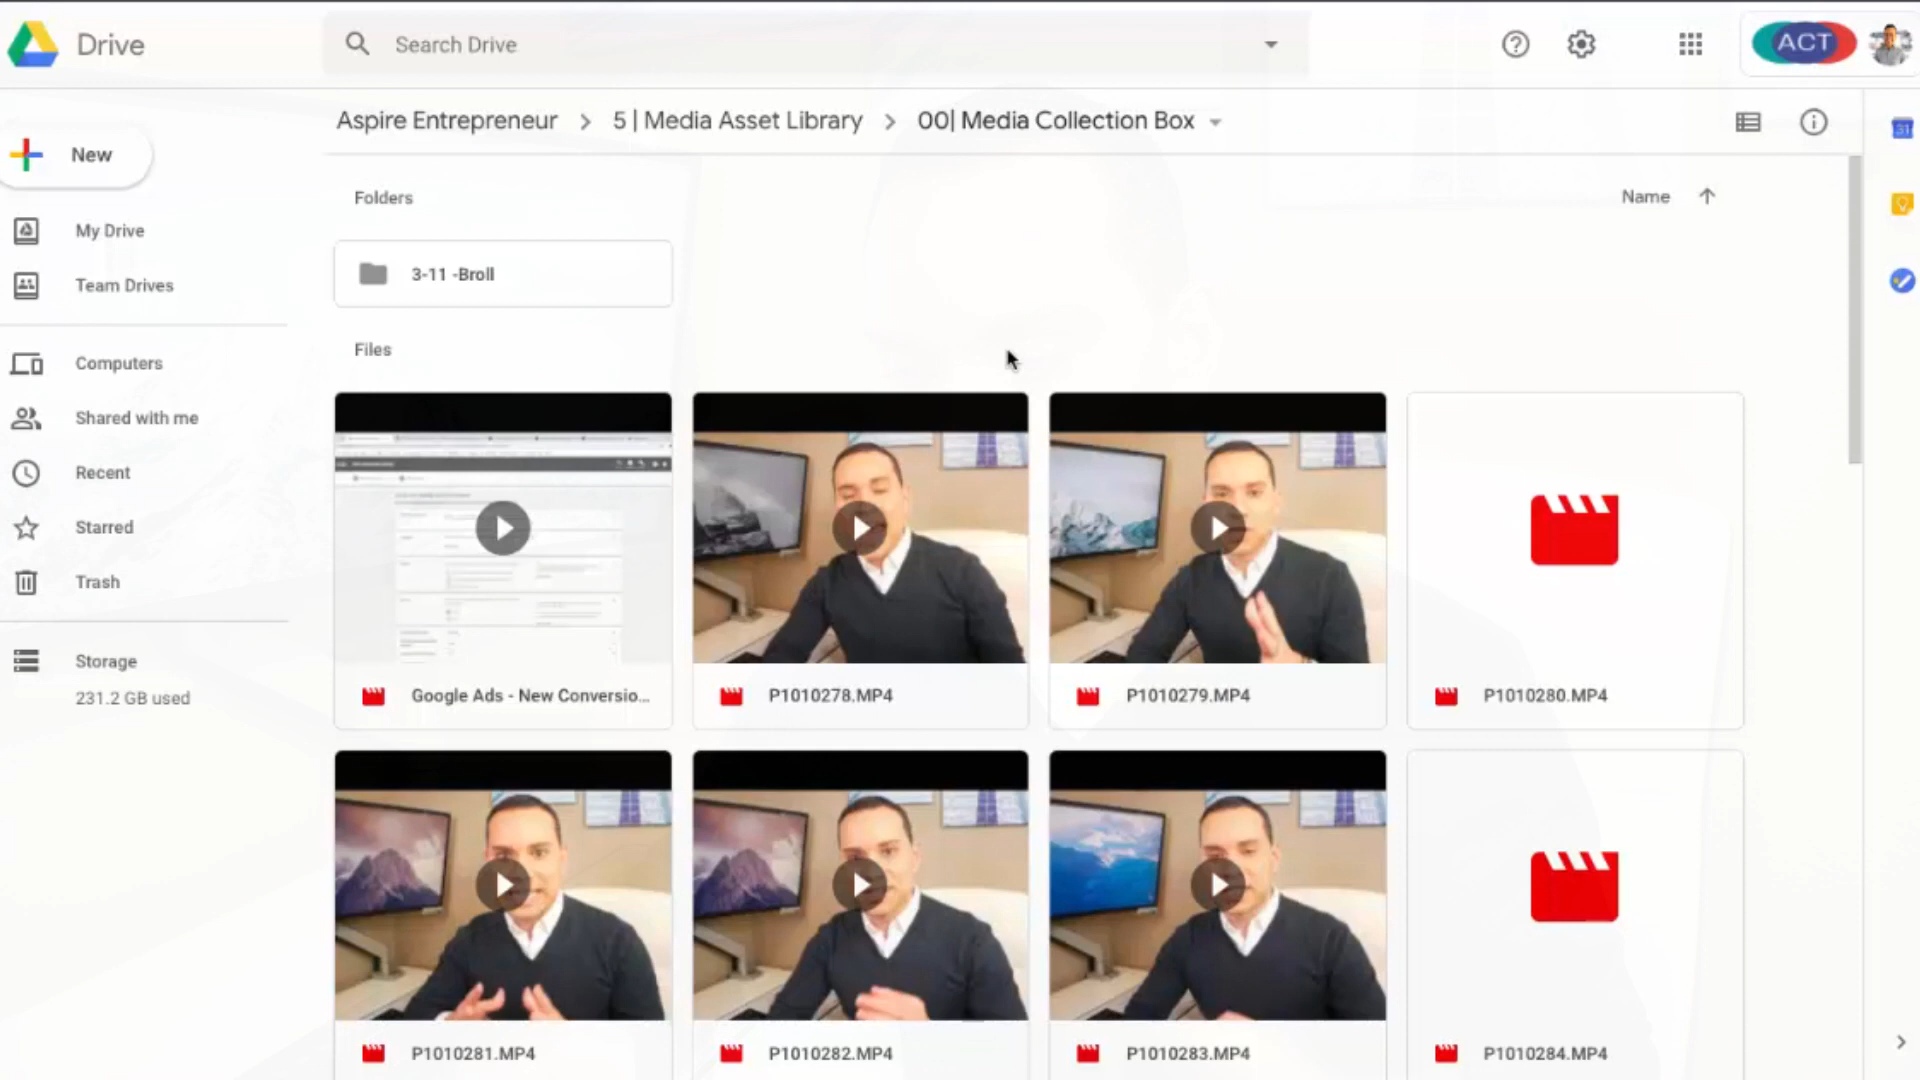 Drive
Search Drive
ACT
Aspire Entrepreneur > 5 | Media Asset Library > 00| Media Collection Box
31
New
Folders
Name
My Drive
3-11 -Broll
Team Drives
Files
Computers
Shared with me
Recent
Starred
Trash
Storage
231.2 GB used
Google Ads - New Conversio...
P1010278.MP4
P1010279.MP4
P1010280.MP4
P1010281.MP4
P1010282.MP4
P1010283.MP4
P1010284.MP4